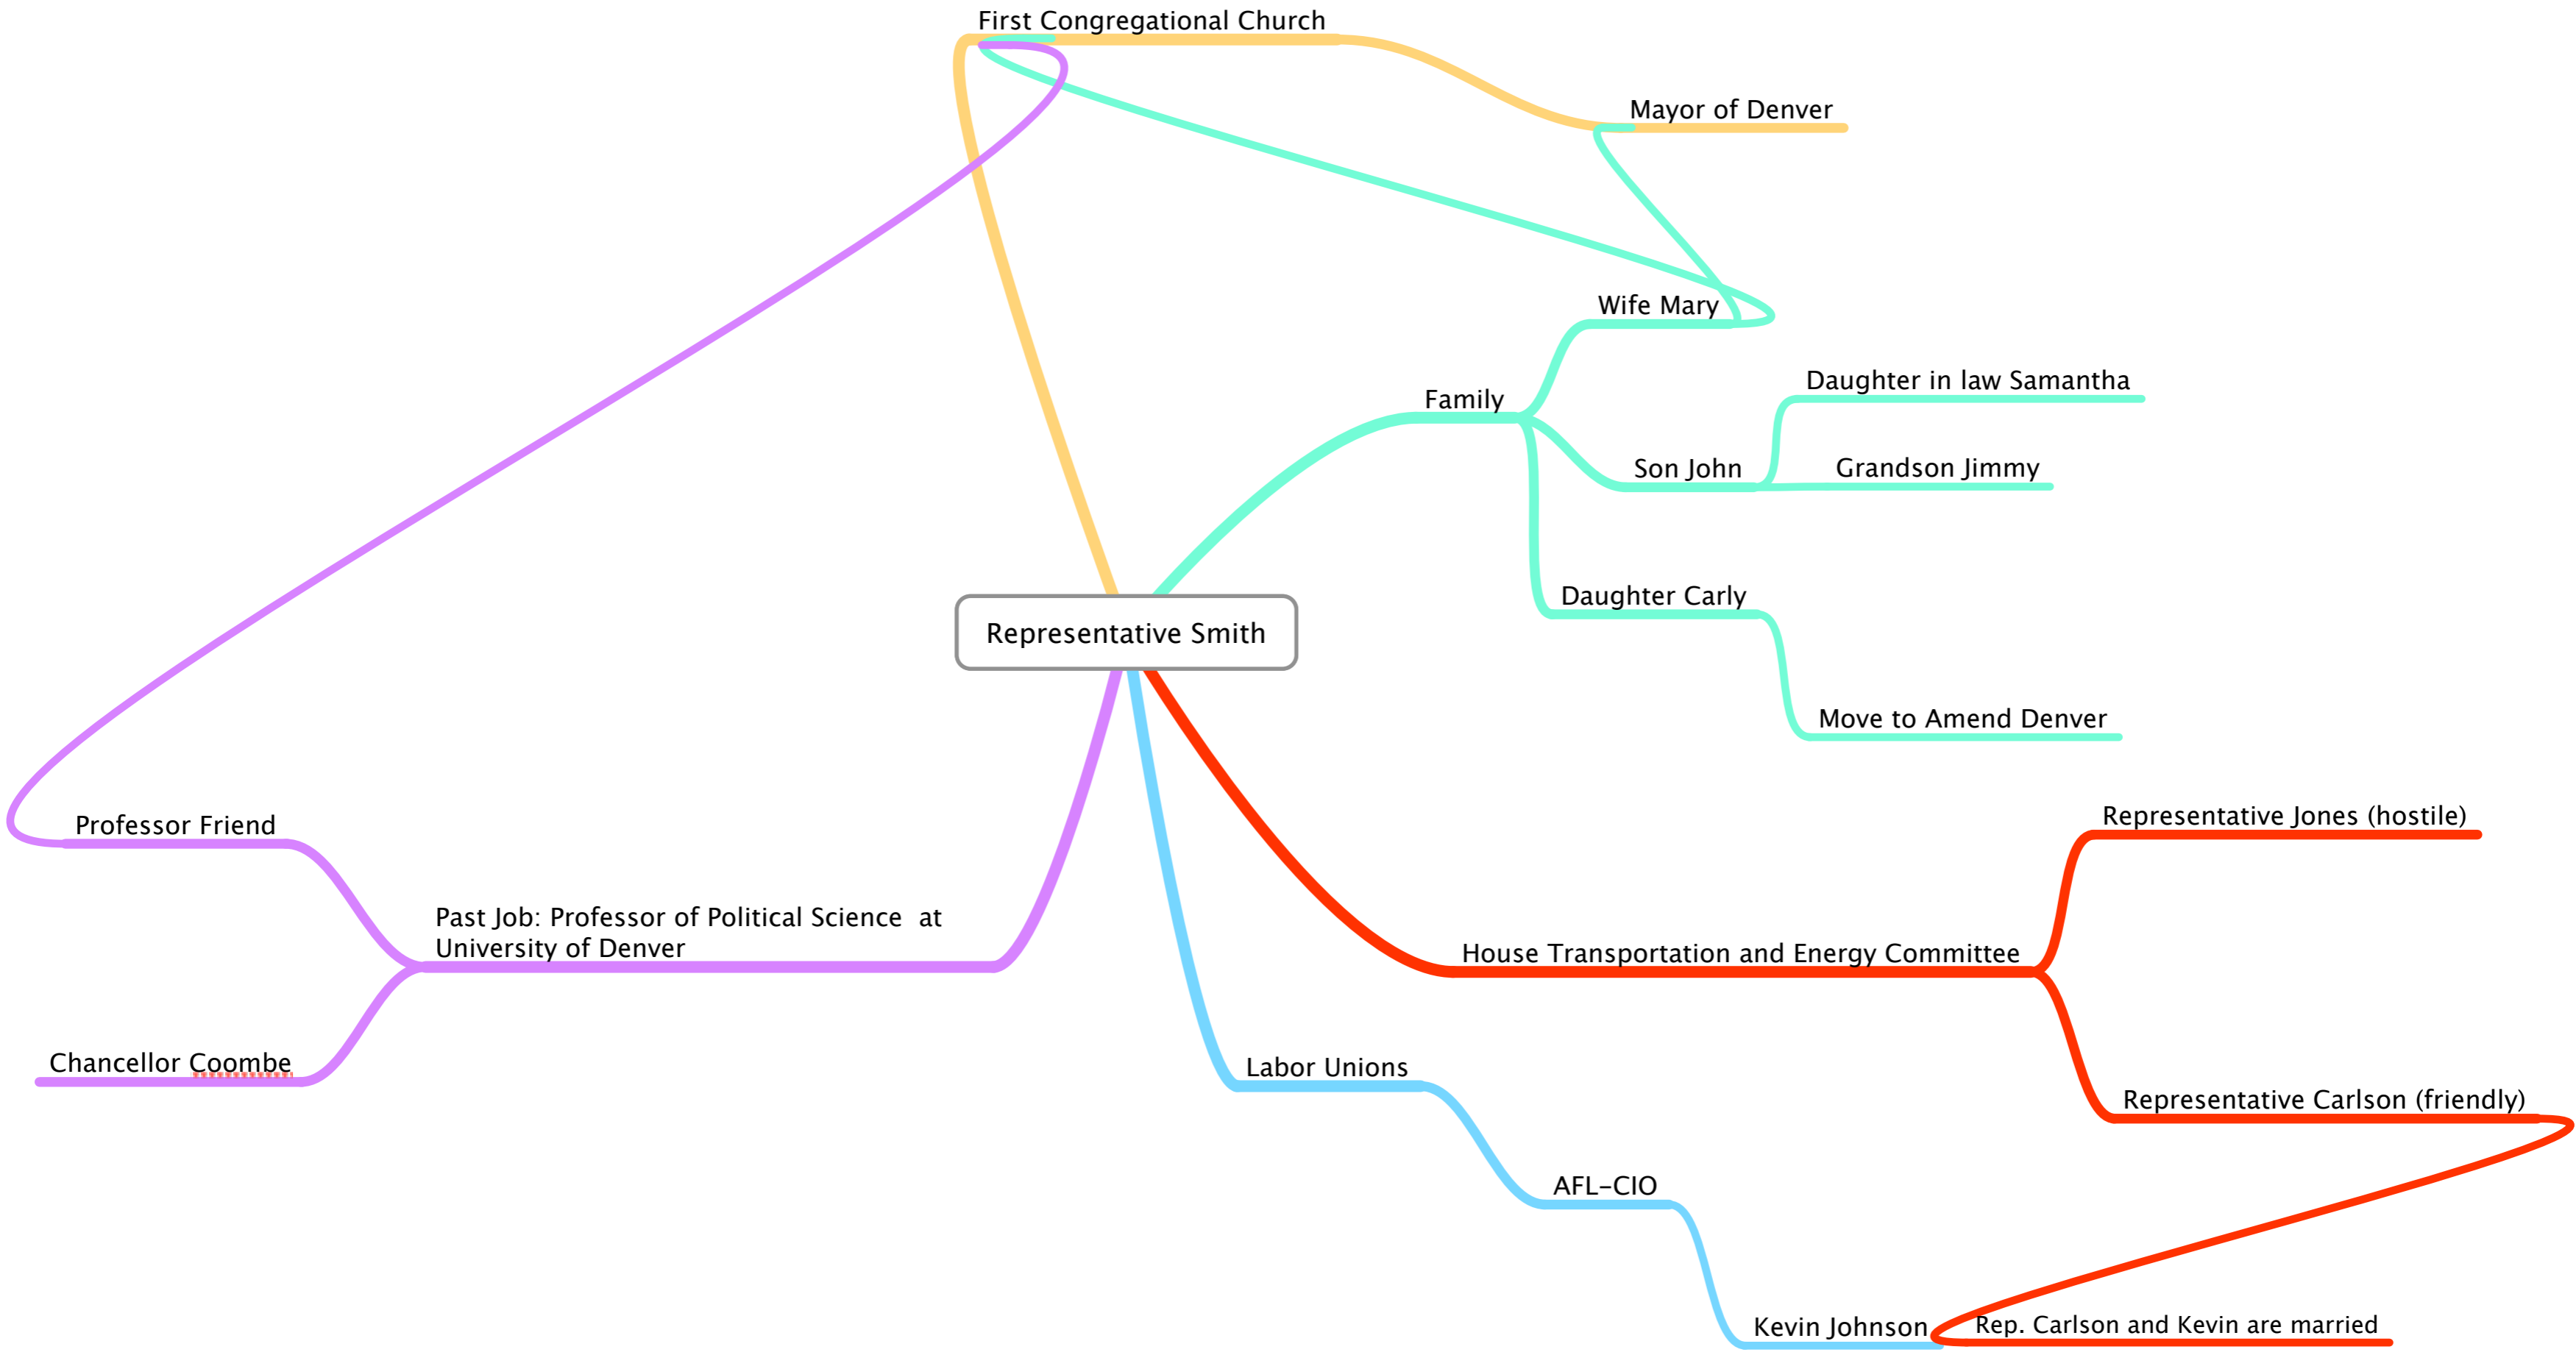 First Congregational Church
Mayor of Denver
Wife Mary
Daughter in law Samantha
Family
Son John
Grandson Jimmy
Daughter Carly
Representative Smith
Move to Amend Denver
Representative Jones (hostile)
Professor Friend
Past Job: Professor of Political Science  at
University of Denver
House Transportation and Energy Committee
Chancellor Coombe
Labor Unions
Representative Carlson (friendly)
AFL-CIO
Kevin Johnson
Rep. Carlson and Kevin are married